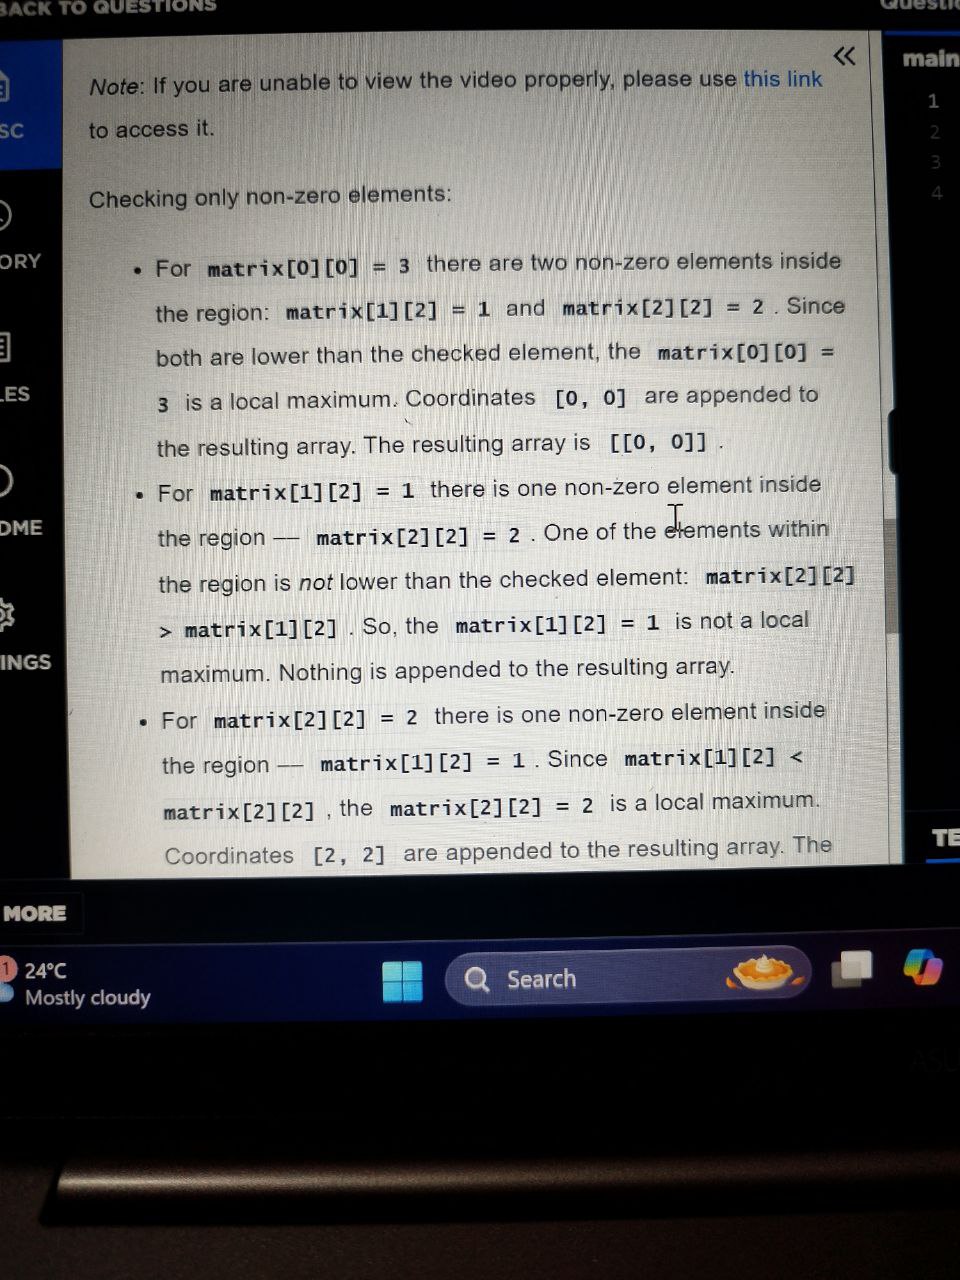 BACK TO QUESTIONS
Note: If you are unable to view the video properly, please use this link
to access it.
Checking only non-zero elements:
• For matrix[0][0] = 3 there are two non-zero elements inside
the region: matrix[1][2] = 1 and matrix[2][2] = 2 . Since
both are lower than the checked element, the matrix[0][0] =
3 is a local maximum. Coordinates [0, 0] are appended to
the resulting array. The resulting array is [[0, 0]] .
• For matrix[1][2] = 1 there is one non-zero element inside
the region — matrix[2][2] = 2 . One of the elements within
the region is not lower than the checked element: matrix[2][2]
> matrix[1][2] . So, the matrix[1][2] = 1 is not a local
maximum. Nothing is appended to the resulting array.
• For matrix[2][2] = 2 there is one non-zero element inside
the region — matrix[1][2] = 1 . Since matrix[1][2] <
matrix[2][2] , the matrix[2][2] = 2 is a local maximum.
Coordinates [2, 2] are appended to the resulting array. The
SC
ORY
LES
DME
INGS
MORE
main
1
2
3
4
TE
1
24°C
Mostly cloudy
Search